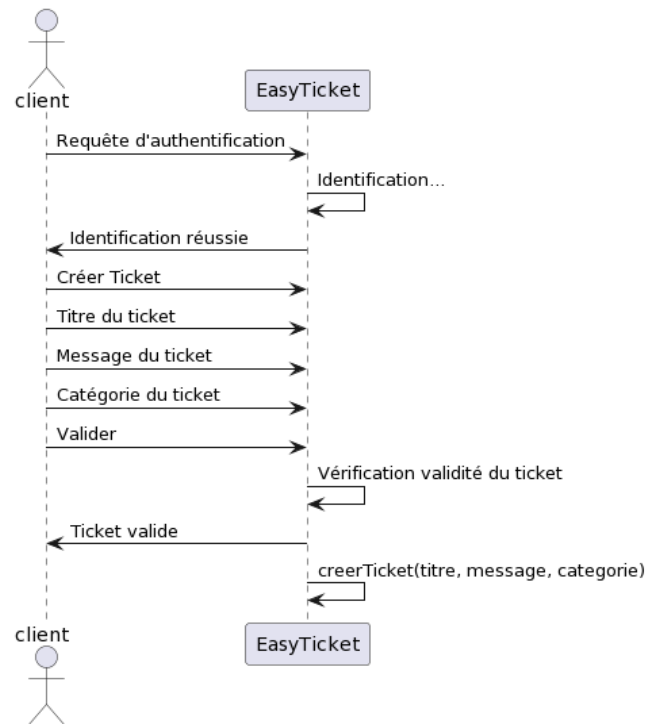 client
EasyTicket
Requête d'authentification
Identification...
Identification réussie
Créer Ticket
Titre du ticket
Message du ticket
Catégorie du ticket
Valider
Vérification validité du ticket
Ticket valide
creerTicket(titre, message, categorie)
client
EasyTicket